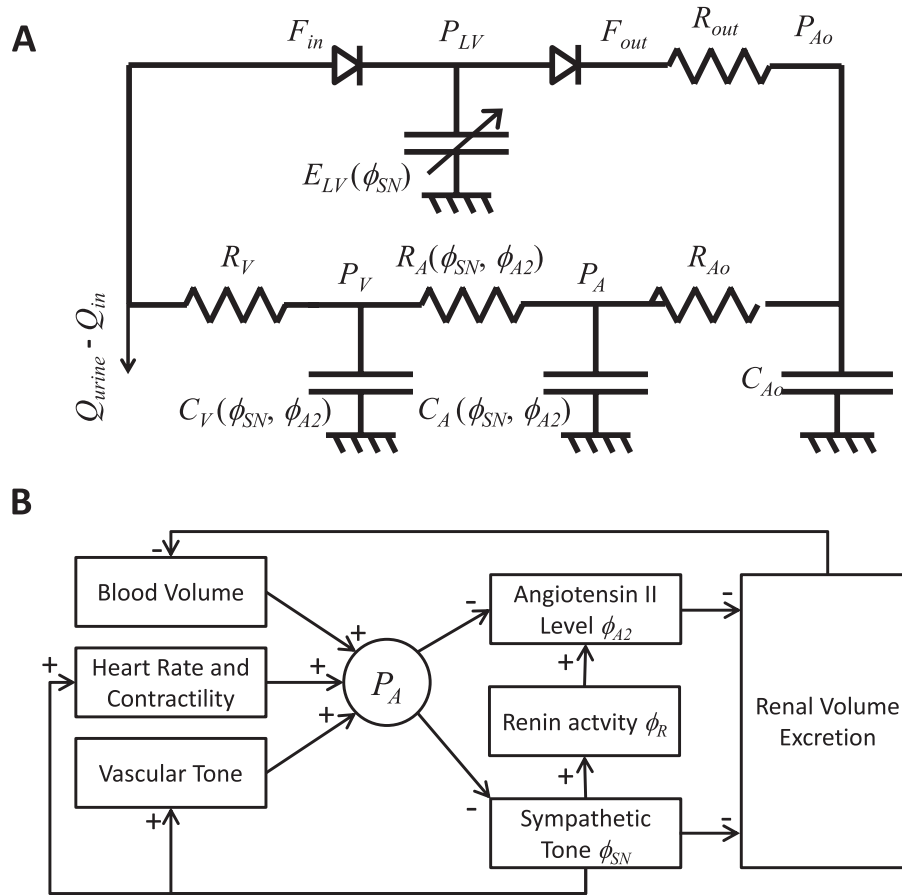 A
F_in
P_LV
F_out
R_out
P_Ao
E_LV(ϕ_SN)
R_V
P_V
R_A(ϕ_SN, ϕ_A2)
P_A
R_Ao
Q_urine - Q_in
C_V(ϕ_SN, ϕ_A2)
C_A(ϕ_SN, ϕ_A2)
C_Ao
B
-
Blood Volume
+
+
Heart Rate and
Contractility
+
+
Vascular Tone
+
P_A
-
Angiotensin II
Level ϕ_A2
-
+
Renin actvity ϕ_R
+
-
Sympathetic
Tone ϕ_SN
-
Renal Volume
Excretion